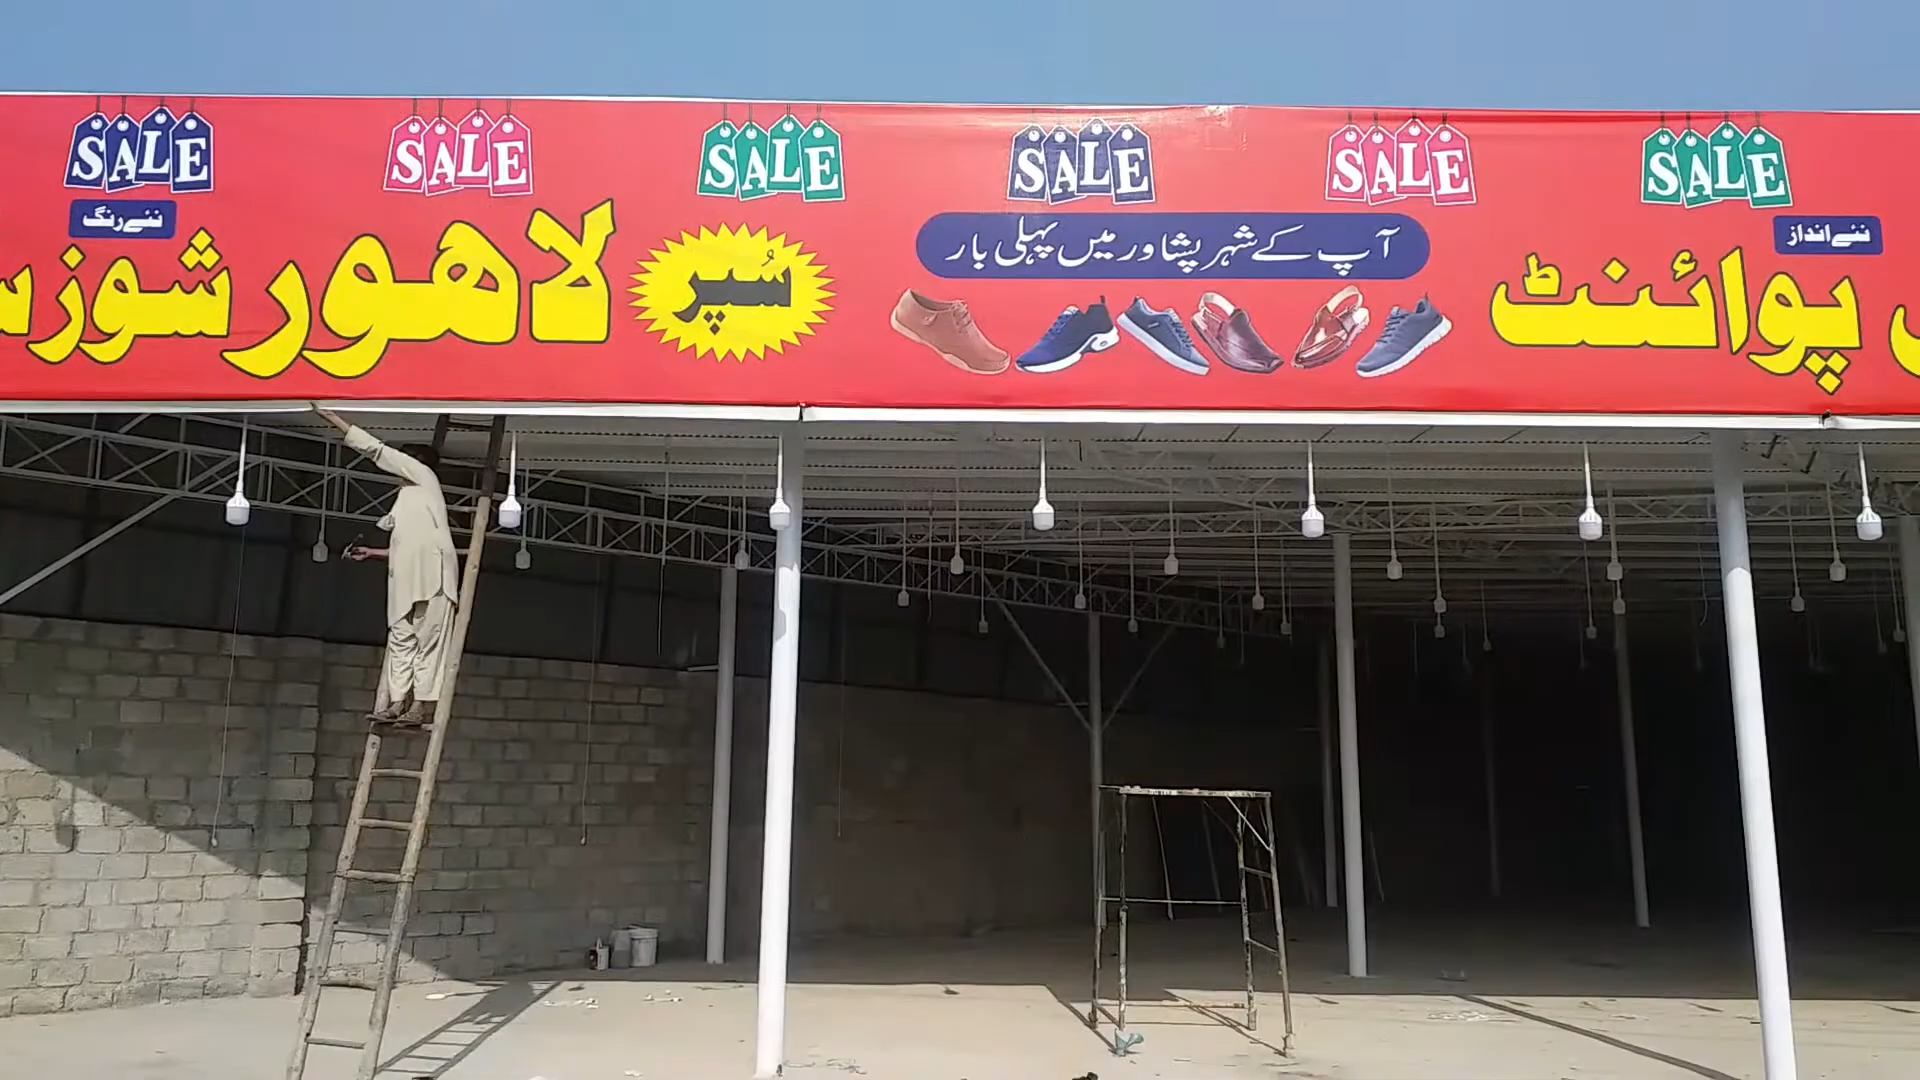 SALE SALE SALE SALE SALE SALE
نئے انداز
پوائنٹ
آپ کے شہر پشاور میں پہلی بار
سُپر
نئے رنگ
لاھور شوز